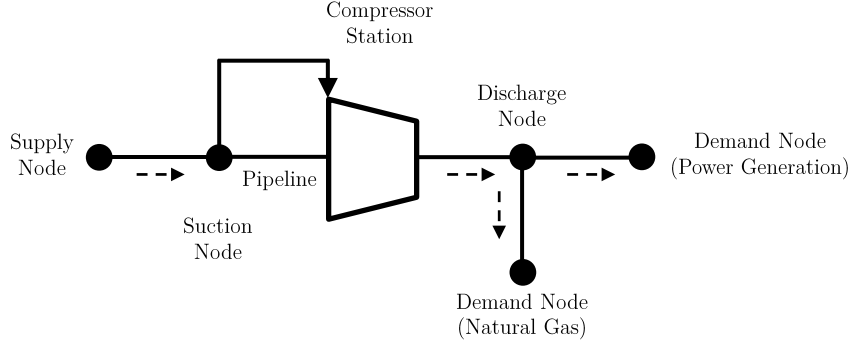 Compressor
Station
Discharge
Node
Supply
Node
Demand Node
(Power Generation)
Pipeline
Suction
Node
Demand Node
(Natural Gas)